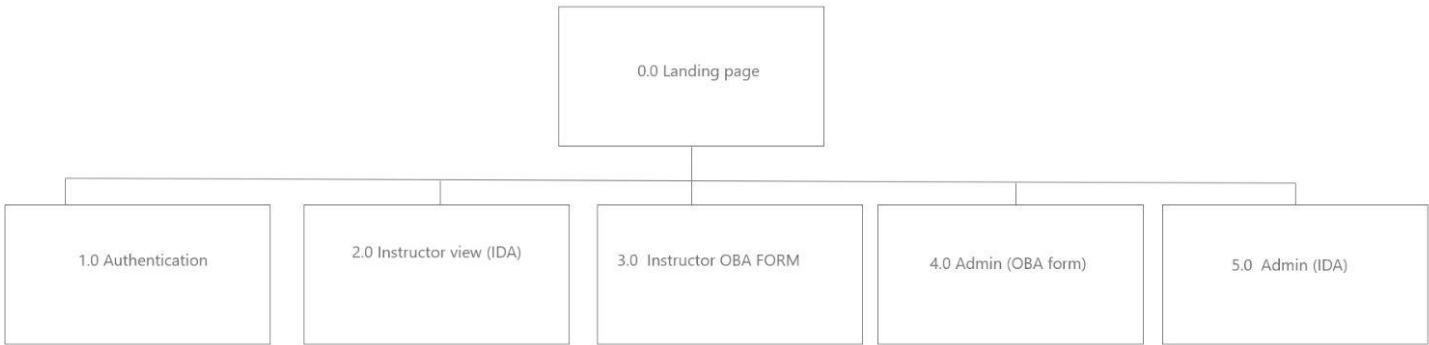 0.0 Landing page
1.0 Authentication
2.0 Instructor view (IDA)
3.0 Instructor OBA FORM
4.0 Admin (OBA form)
5.0 Admin (IDA)